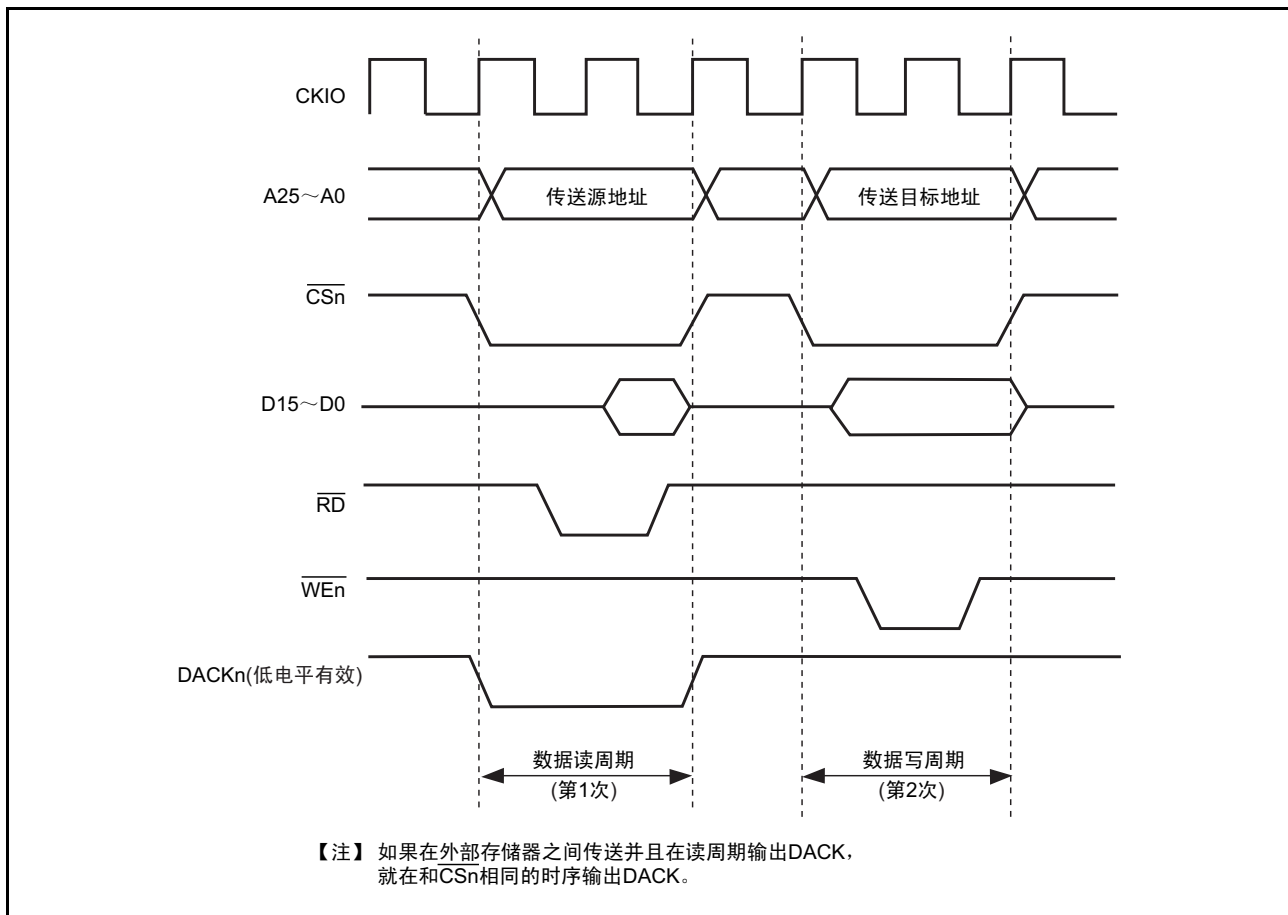 CKIO
A25～A0
传送源地址
传送目标地址
CSn
D15～D0
RD
WEn
DACKn(低电平有效)
数据读周期
(第1次)
数据写周期
(第2次)
【注】 如果在外部存储器之间传送并且在读周期输出DACK，
就在和CSn相同的时序输出DACK。